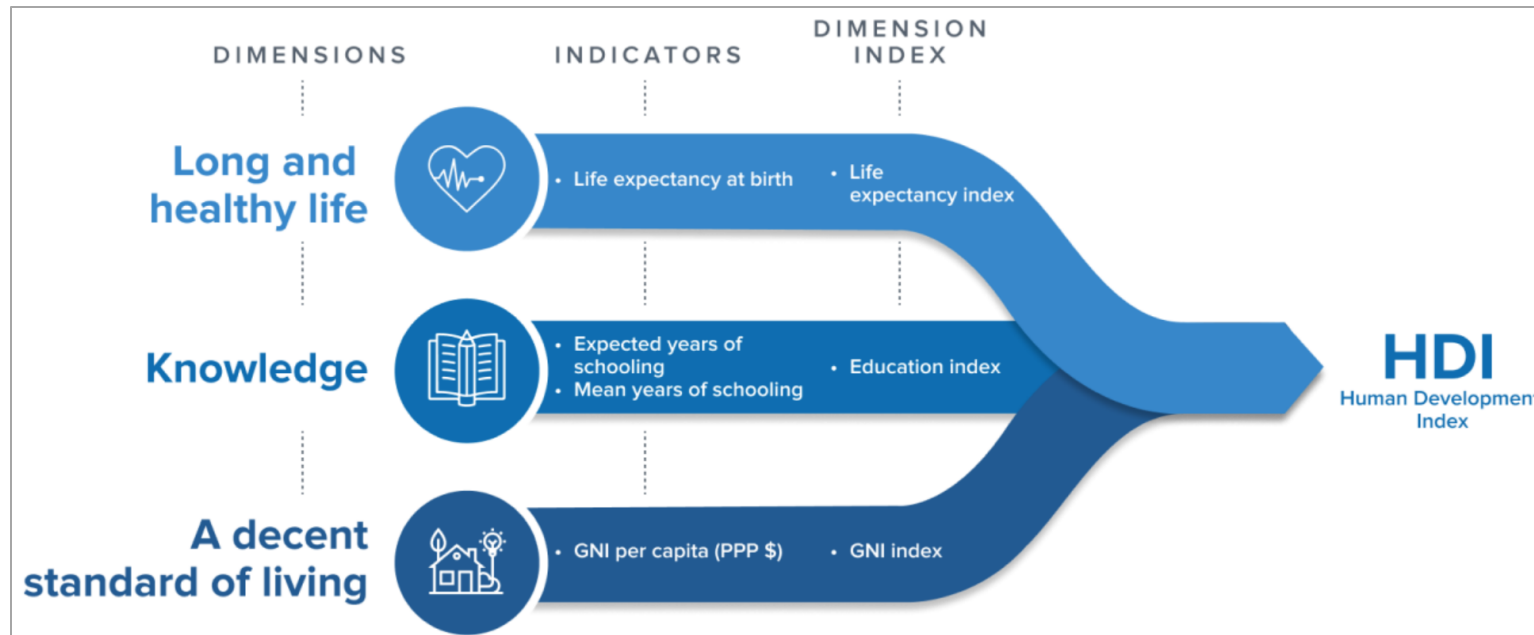 DIMENSIONS
INDICATORS
DIMENSION
INDEX
Long and
healthy life
• Life expectancy at birth
• Life
expectancy index
Knowledge
• Expected years of
schooling
• Mean years of schooling
• Education index
A decent
standard of living
• GNI per capita (PPP $)
• GNI index
HDI
Human Development
Index